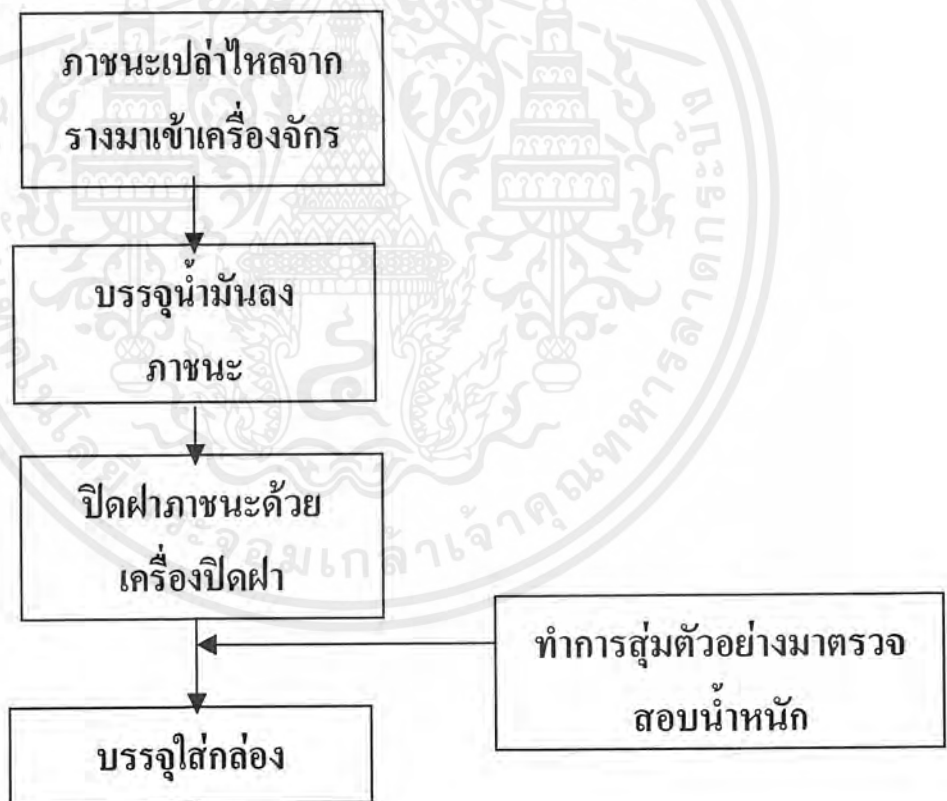 ภาชนะเปล่าไหลจาก
รางมาเข้าเครื่องจักร
บรรจุน้ำมันลง
ภาชนะ
ปิดฝาภาชนะด้วย
เครื่องปิดฝา
ทำการสุ่มตัวอย่างมาตรวจ
สอบน้ำหนัก
บรรจุใส่กล่อง